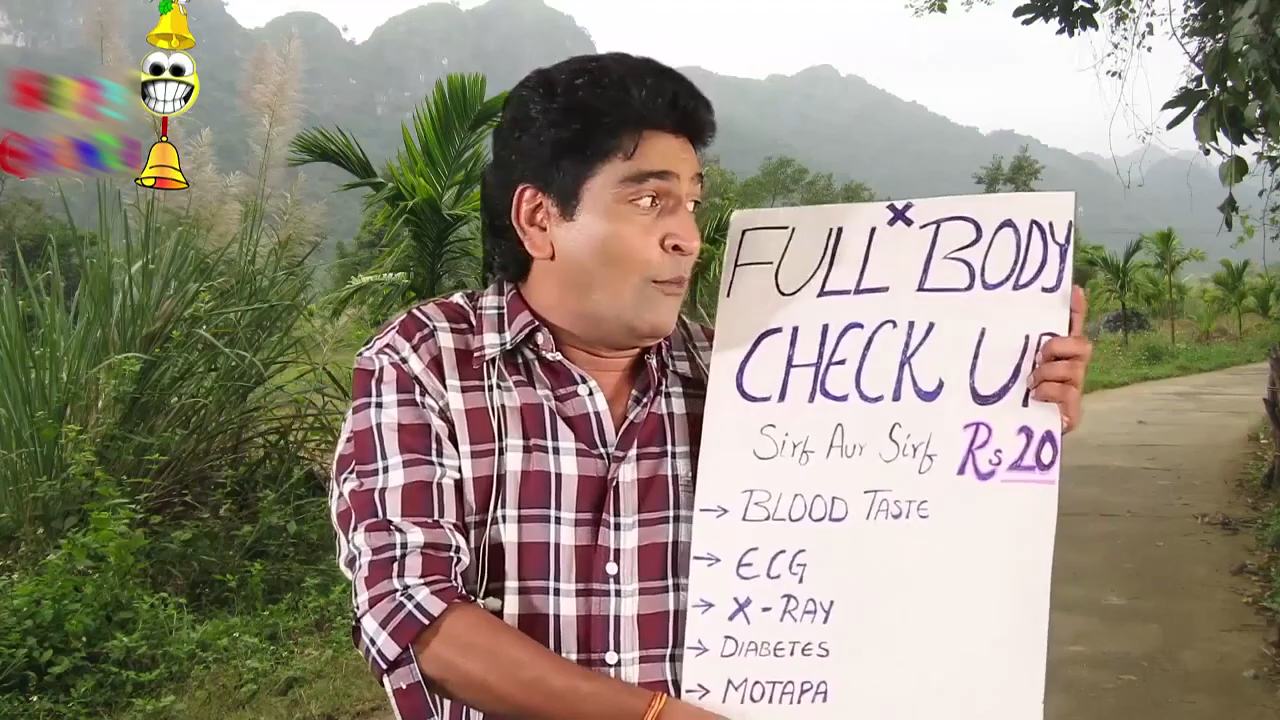 FULL BODY
CHECK UP
Sirf Aur Sirf Rs 20
→ BLOOD TASTE
→ ECG
→ X-RAY
→ DIABETES
→ MOTAPA